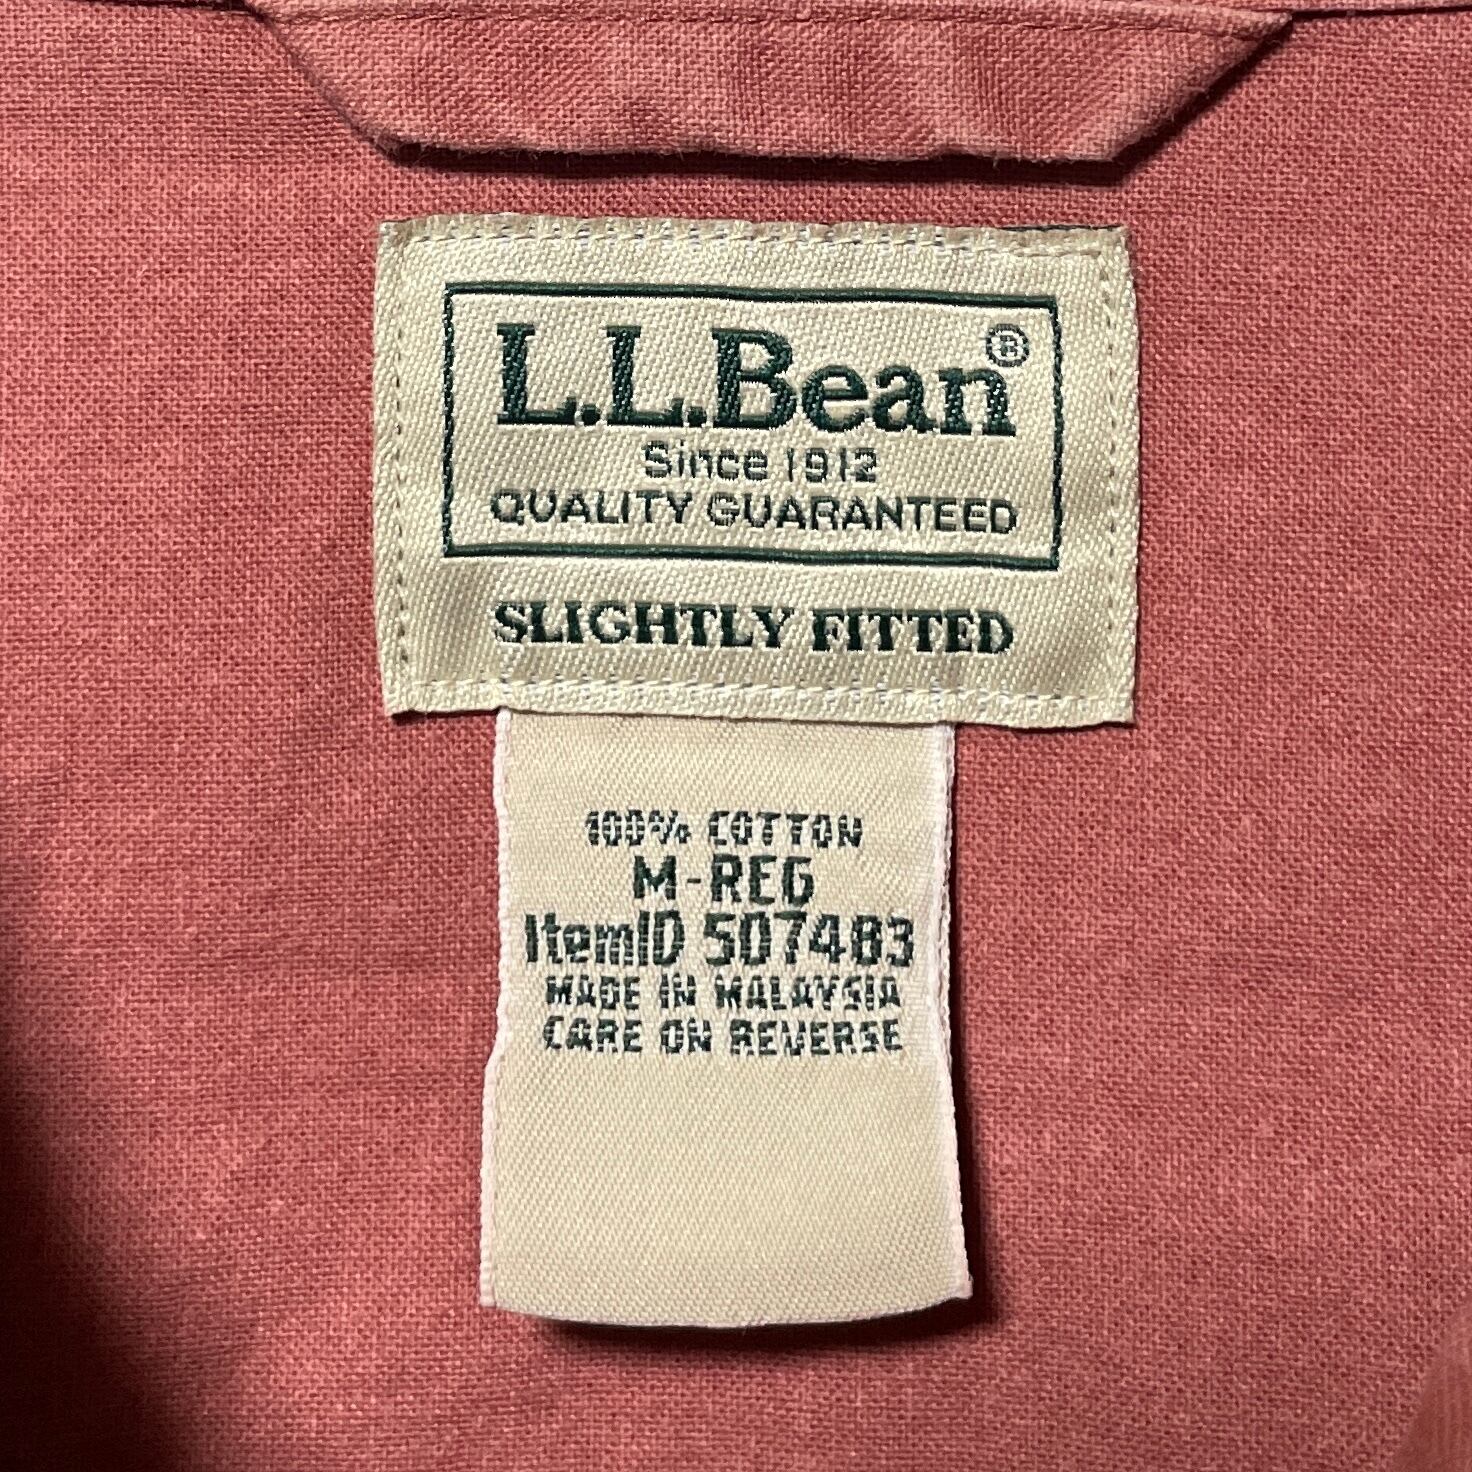 L.L.Bean®
Since 1912
QUALITY GUARANTEED
SLIGHTLY FITTED
100% COTTON
M-REG
ItemID 507483
MADE IN MALAYSIA
CARE ON REVERSE